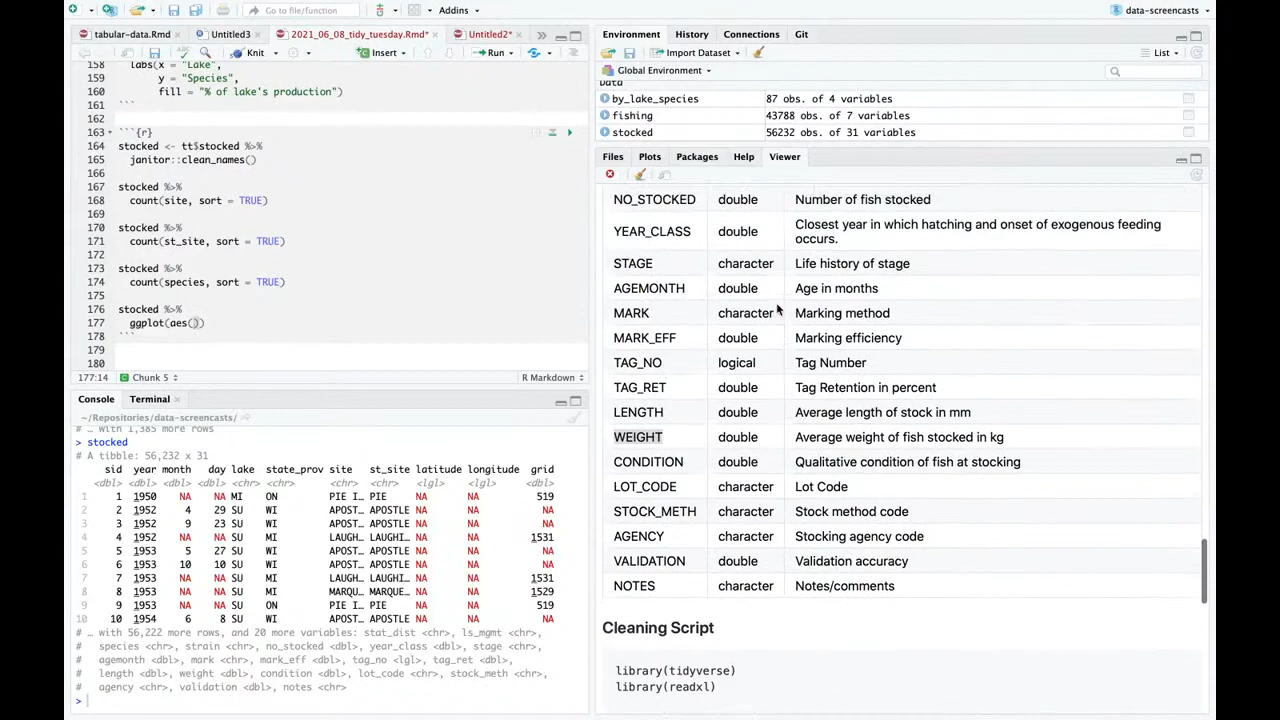 Go to file/function
Addins
data-screencasts
tabular-data.Rmd
Untitled3
2021_06_08_tidy_tuesday.Rmd*
Untitled2*
Knit
Insert
Run
158 labs(x = "Lake",
159 y = "Species",
160 fill = "% of lake's production")
161 ```
162
163 ```{r}
164 stocked <- tt$stocked %>%
165 janitor::clean_names()
166
167 stocked %>%
168 count(site, sort = TRUE)
169
170 stocked %>%
171 count(st_site, sort = TRUE)
172
173 stocked %>%
174 count(species, sort = TRUE)
175
176 stocked %>%
177 ggplot(aes())
178 ```
179
180
177:14 Chunk 5 R Markdown
Console Terminal
~/Repositories/data-screencasts/
# … with 1,385 more rows
> stocked
# A tibble: 56,232 x 31
sid year month day lake state_prov site st_site latitude longitude grid
<dbl> <dbl> <dbl> <dbl> <chr> <chr> <chr> <chr> <lgl> <lgl> <dbl>
1 1 1950 NA NA MI ON PIE I… PIE NA NA 519
2 2 1952 4 29 SU WI APOST… APOSTLE NA NA NA
3 3 1952 9 23 SU WI APOST… APOSTLE NA NA NA
4 4 1952 NA NA SU MI LAUGH… LAUGHI… NA NA 1531
5 5 1953 5 27 SU WI APOST… APOSTLE NA NA NA
6 6 1953 10 10 SU WI APOST… APOSTLE NA NA NA
7 7 1953 NA NA SU MI LAUGH… LAUGHI… NA NA 1531
8 8 1953 NA NA SU MI MARQU… MARQUE… NA NA 1529
9 9 1953 NA NA SU ON PIE I… PIE NA NA 519
10 10 1954 6 8 SU WI APOST… APOSTLE NA NA NA
# … with 56,222 more rows, and 20 more variables: stat_dist <chr>, ls_mgmt <chr>,
# species <chr>, strain <chr>, no_stocked <dbl>, year_class <dbl>, stage <chr>,
# agemonth <dbl>, mark <chr>, mark_eff <dbl>, tag_no <lgl>, tag_ret <dbl>,
# length <dbl>, weight <dbl>, condition <dbl>, lot_code <chr>, stock_meth <chr>,
# agency <chr>, validation <dbl>, notes <chr>
>
Environment History Connections Git
Import Dataset
List
Global Environment
Data
by_lake_species 87 obs. of 4 variables
fishing 43788 obs. of 7 variables
stocked 56232 obs. of 31 variables
Files Plots Packages Help Viewer
NO_STOCKED double Number of fish stocked
YEAR_CLASS double Closest year in which hatching and onset of exogenous feeding
occurs.
STAGE character Life history of stage
AGEMONTH double Age in months
MARK character Marking method
MARK_EFF double Marking efficiency
TAG_NO logical Tag Number
TAG_RET double Tag Retention in percent
LENGTH double Average length of stock in mm
WEIGHT double Average weight of fish stocked in kg
CONDITION double Qualitative condition of fish at stocking
LOT_CODE character Lot Code
STOCK_METH character Stock method code
AGENCY character Stocking agency code
VALIDATION double Validation accuracy
NOTES character Notes/comments
Cleaning Script
library(tidyverse)
library(readxl)